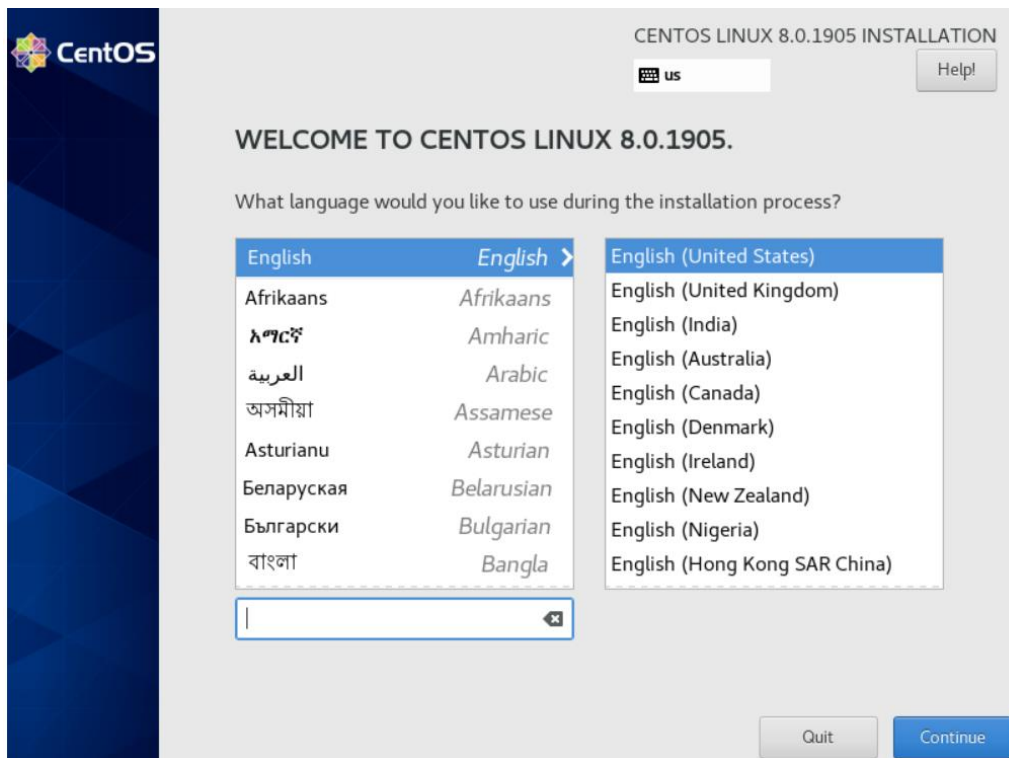 CentOS
CENTOS LINUX 8.0.1905 INSTALLATION
us
Help!
WELCOME TO CENTOS LINUX 8.0.1905.
What language would you like to use during the installation process?
English English
Afrikaans Afrikaans
አማርኛ Amharic
العربية Arabic
অসমীয়া Assamese
Asturianu Asturian
Беларуская Belarusian
Български Bulgarian
বাংলা Bangla
English (United States)
English (United Kingdom)
English (India)
English (Australia)
English (Canada)
English (Denmark)
English (Ireland)
English (New Zealand)
English (Nigeria)
English (Hong Kong SAR China)
Quit
Continue